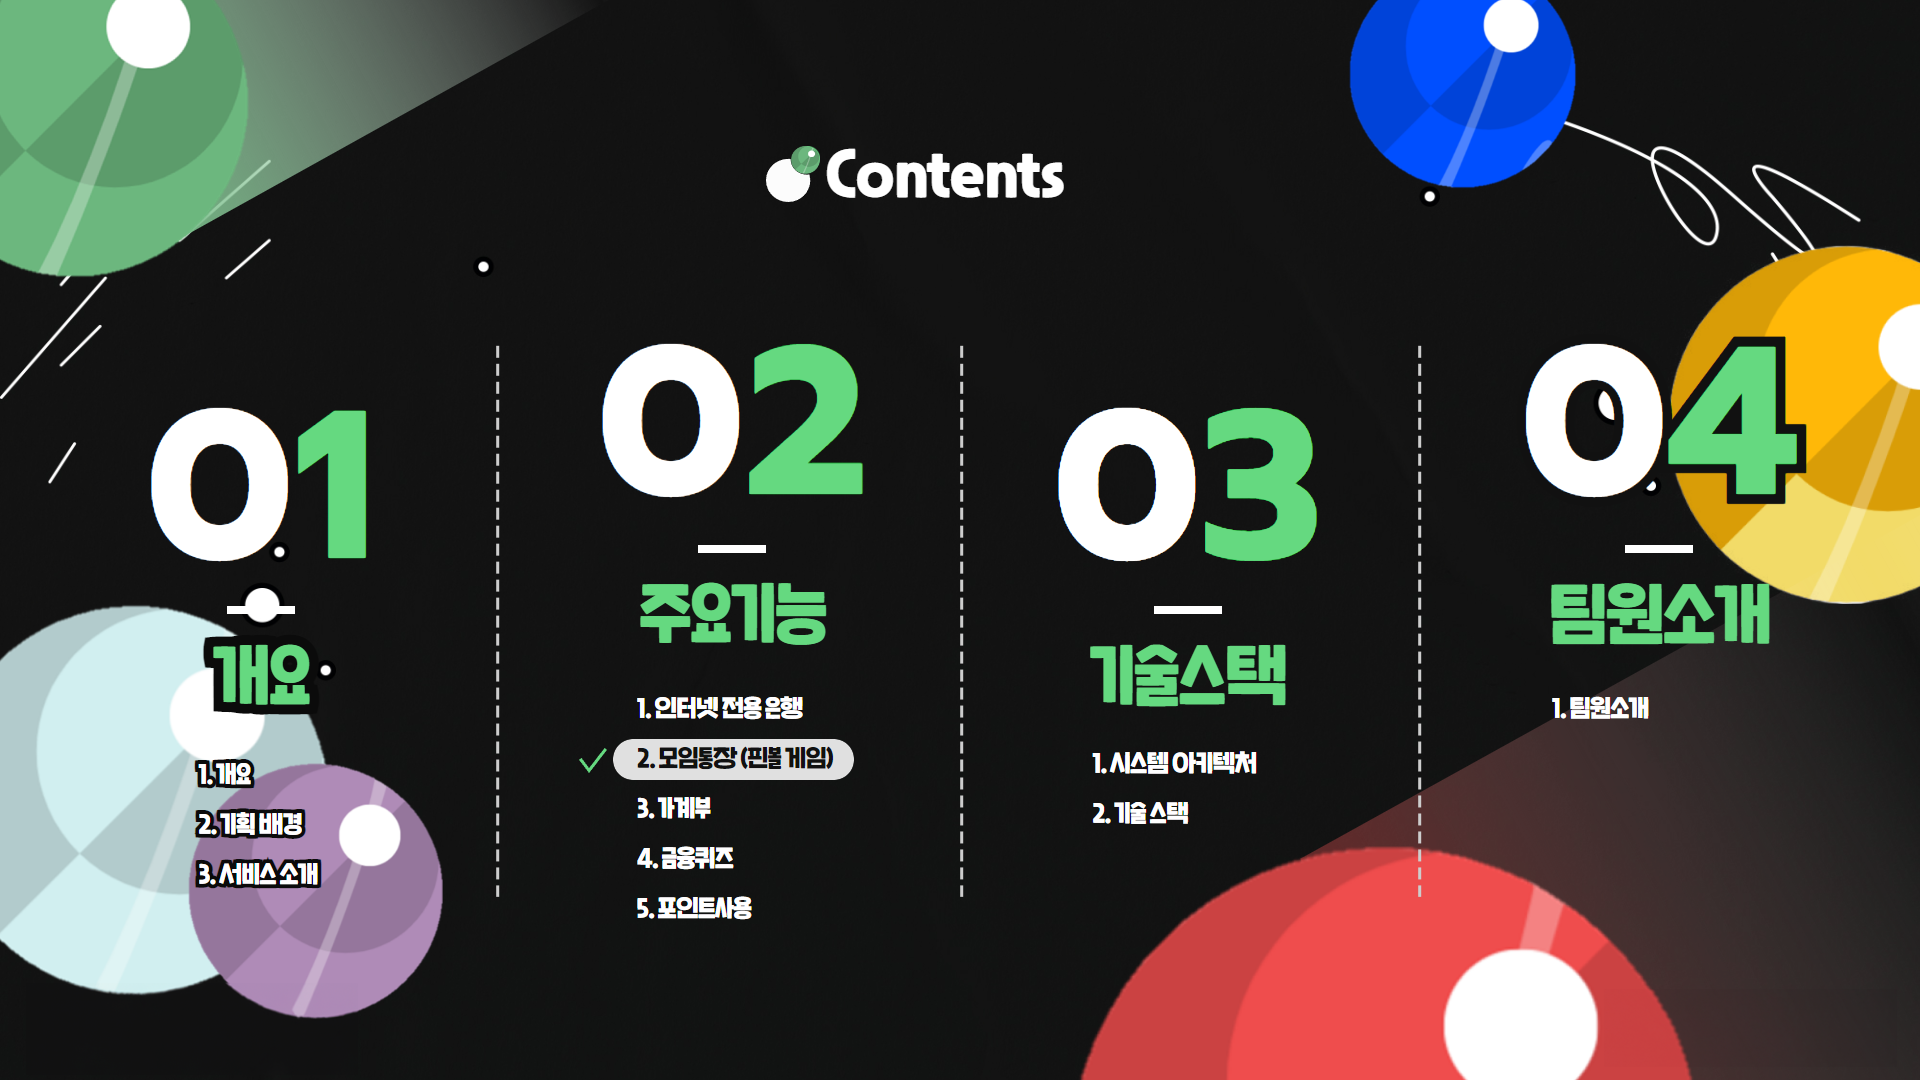 Contents
01
개요
1. 개요
2. 기획 배경
3. 서비스 소개
02
주요기능
1. 인터넷 전용 은행
2. 모임통장 (핀볼 게임)
3. 가계부
4. 금융퀴즈
5. 포인트사용
03
기술스택
1. 시스템 아키텍처
2. 기술 스택
04
팀원소개
1. 팀원소개